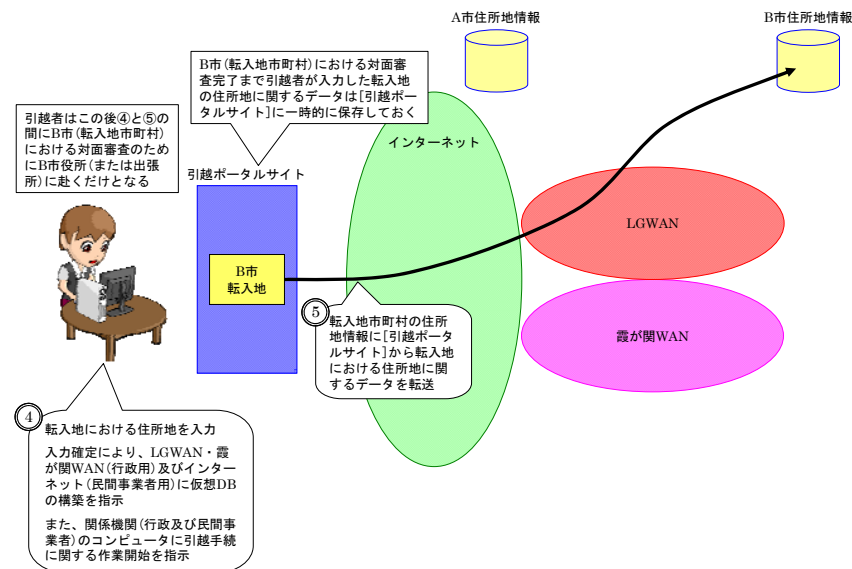 A市住所地情報
B市住所地情報
B市(転入地市町村)における対面審
査完了まで引越者が入力した転入地
の住所地に関するデータは[引越ポー
タルサイト]に一時的に保存しておく
引越者はこの後④と⑤の
間にB市(転入地市町村)
における対面審査のため
にB市役所(または出張
所)に赴くだけとなる
インターネット
引越ポータルサイト
LGWAN
B市
転入地
⑤
転入地市町村の住所
地情報に[引越ポータ
ルサイト]から転入地
における住所地に関
するデータを転送
霞が関WAN
④
転入地における住所地を入力
入力確定により、LGWAN・霞
が関WAN(行政用)及びインター
ネット(民間事業者用)に仮想DB
の構築を指示
また、関係機関(行政及び民間事
業者)のコンピュータに引越手続
に関する作業開始を指示